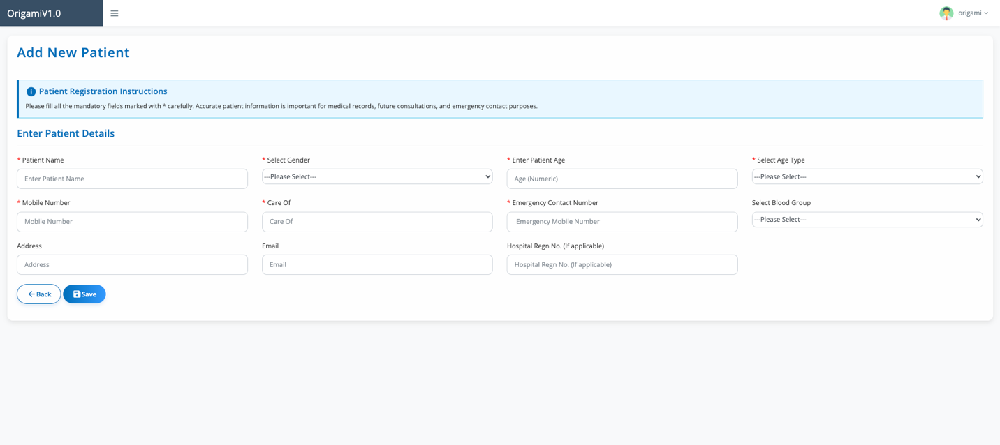 OrigamiV1.0
origami
Add New Patient
Patient Registration Instructions
Please fill all the mandatory fields marked with * carefully. Accurate patient information is important for medical records, future consultations, and emergency contact purposes.
Enter Patient Details
* Patient Name * Select Gender * Enter Patient Age * Select Age Type
Enter Patient Name ---Please Select--- Age (Numeric) ---Please Select---
* Mobile Number * Care Of * Emergency Contact Number Select Blood Group
Mobile Number Care Of Emergency Mobile Number ---Please Select---
Address Email Hospital Regn No. (If applicable)
Address Email Hospital Regn No. (If applicable)
Back Save